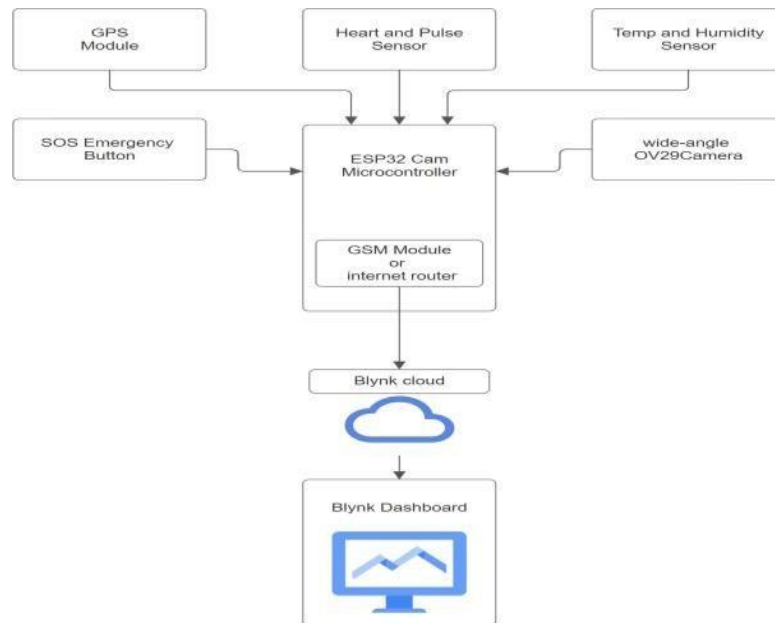 GPS
Module
Heart and Pulse
Sensor
Temp and Humidity
Sensor
SOS Emergency
Button
ESP32 Cam
Microcontroller
wide-angle
OV29Camera
GSM Module
or
internet router
Blynk cloud
Blynk Dashboard